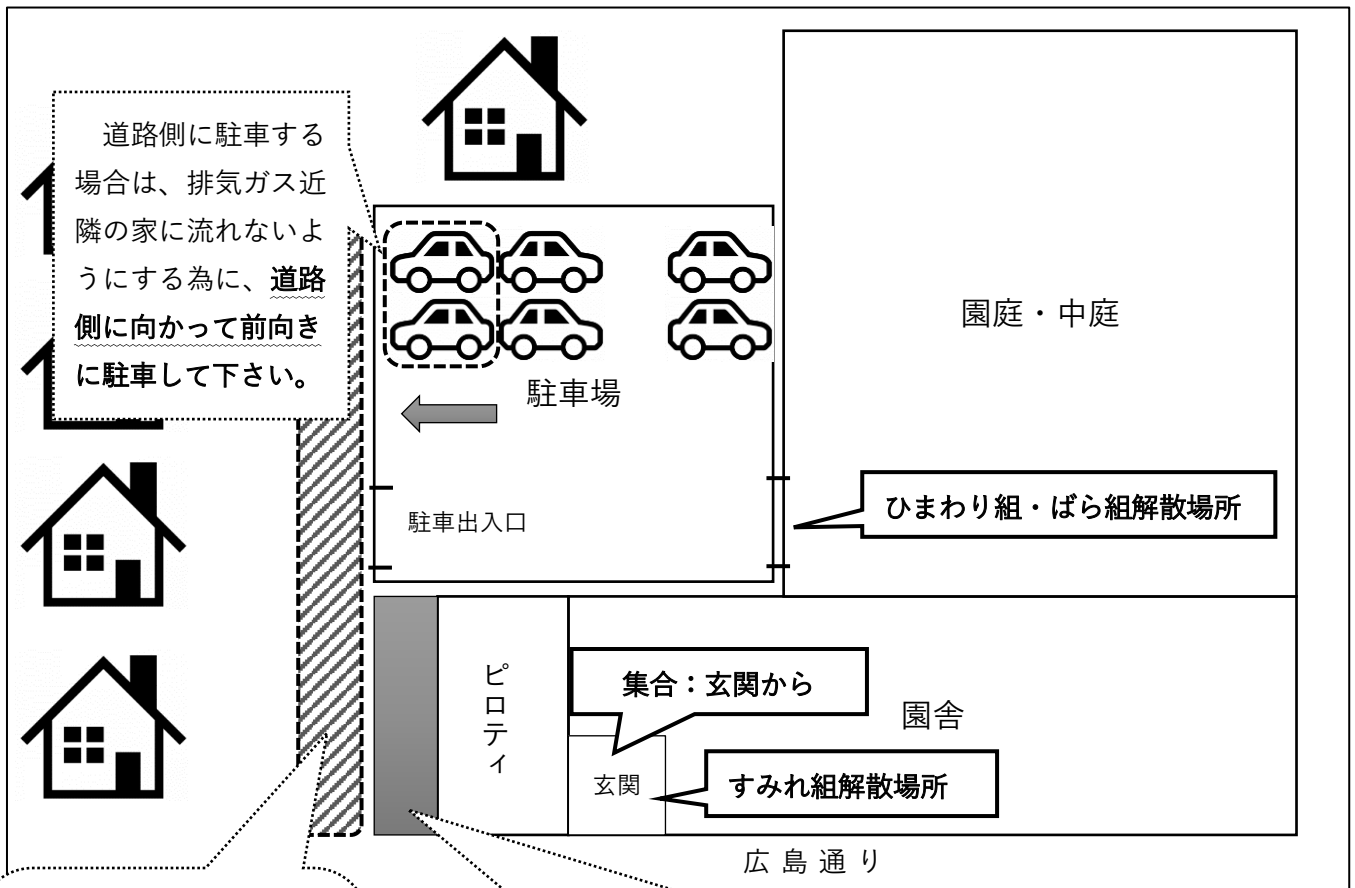 道路側に駐車する
場合は、排気ガス近
隣の家に流れないよ
うにする為に、道路
側に向かって前向き
に駐車して下さい。
園庭・中庭
駐車場
ひまわり組・ばら組解散場所
駐車出入口
ピロティ
集合：玄関から
園舎
玄関
すみれ組解散場所
広島通り